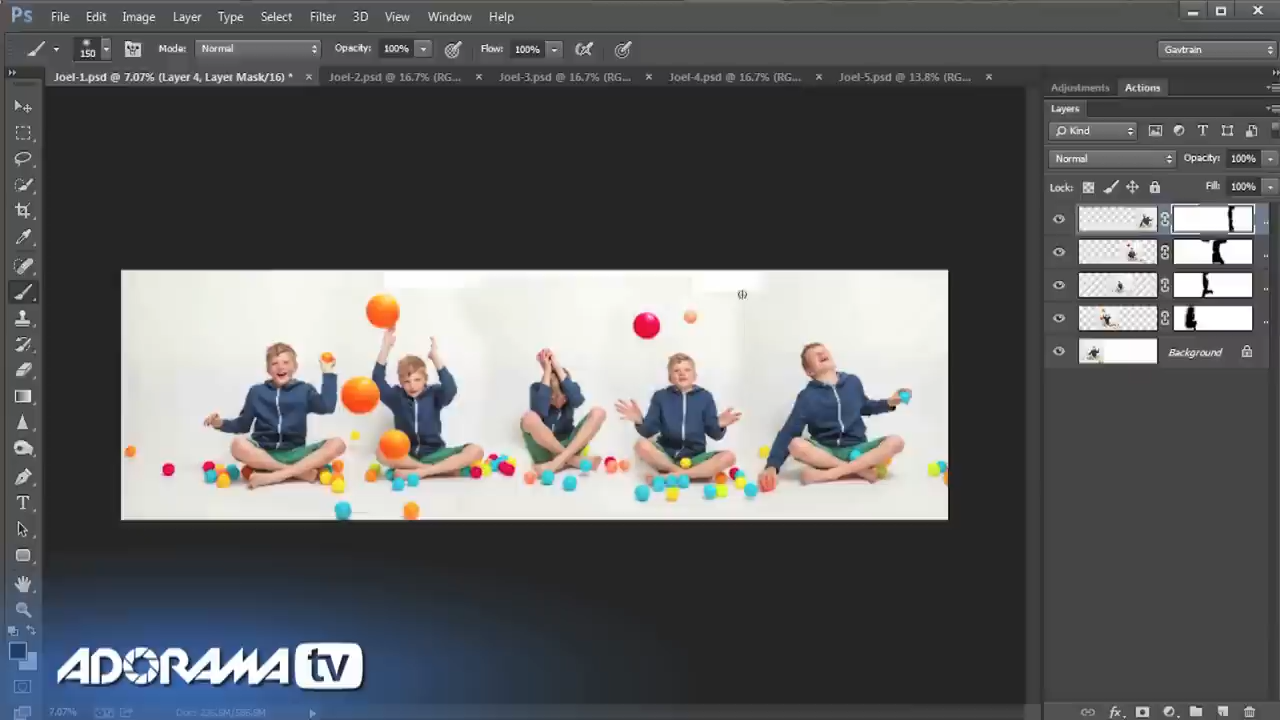 Ps File Edit Image Layer Type Select Filter 3D View Window Help
150 Mode: Normal Opacity: 100% Flow: 100% Gavtrain
Joel-1.psd @ 7.07% (Layer 4, Layer Mask/16) * × Joel-2.psd @ 16.7% (RG... × Joel-3.psd @ 16.7% (RG... × Joel-4.psd @ 16.7% (RG... × Joel-5.psd @ 13.8% (RG... ×
Adjustments Actions
Layers
Kind
Normal Opacity: 100%
Lock: Fill: 100%
Background
ADORAMA tv
7.07%